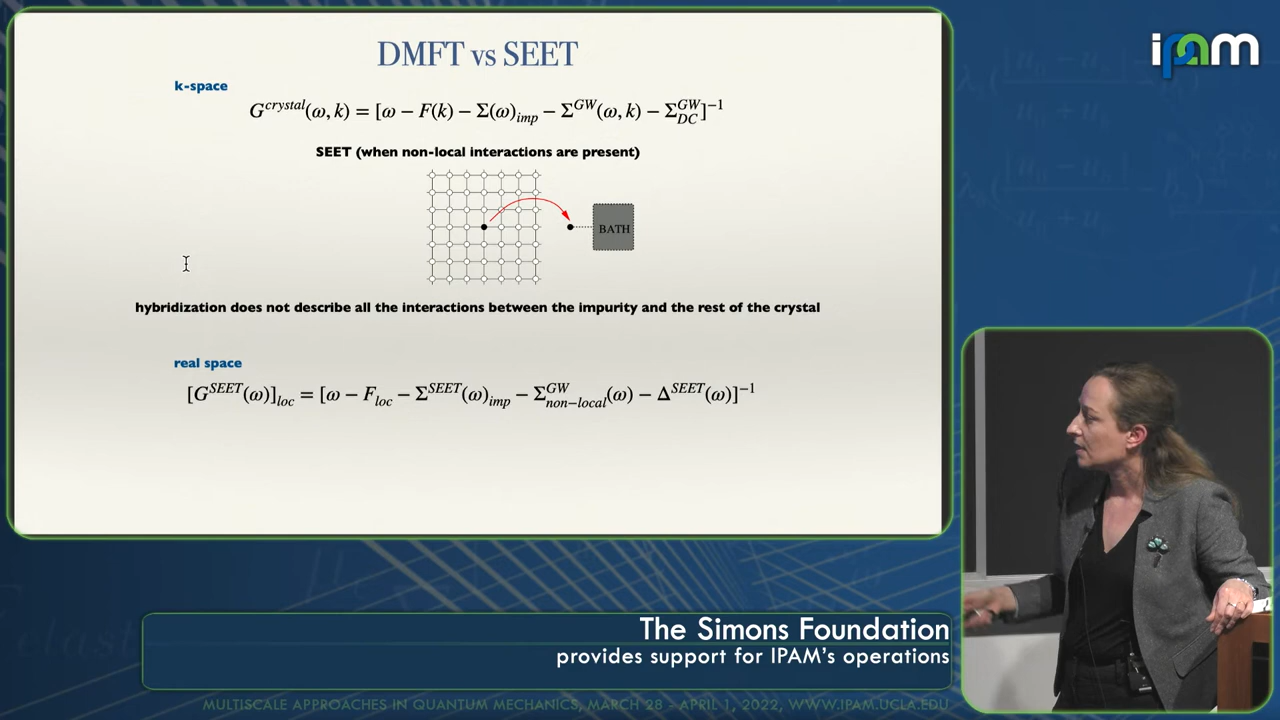 DMFT vs SEET
k-space
G^{crystal}(ω, k) = [ω − F(k) − Σ(ω)_{imp} − Σ^{GW}(ω, k) − Σ^{GW}_{DC}]^{−1}
SEET (when non-local interactions are present)
BATH
hybridization does not describe all the interactions between the impurity and the rest of the crystal
real space
[G^{SEET}(ω)]_{loc} = [ω − F_{loc} − Σ^{SEET}(ω)_{imp} − Σ^{GW}_{non−local}(ω) − Δ^{SEET}(ω)]^{−1}
ipam
The Simons Foundation
provides support for IPAM's operations
MULTISCALE APPROACHES IN QUANTUM MECHANICS, MARCH 28 - APRIL 1, 2022, WWW.IPAM.UCLA.EDU